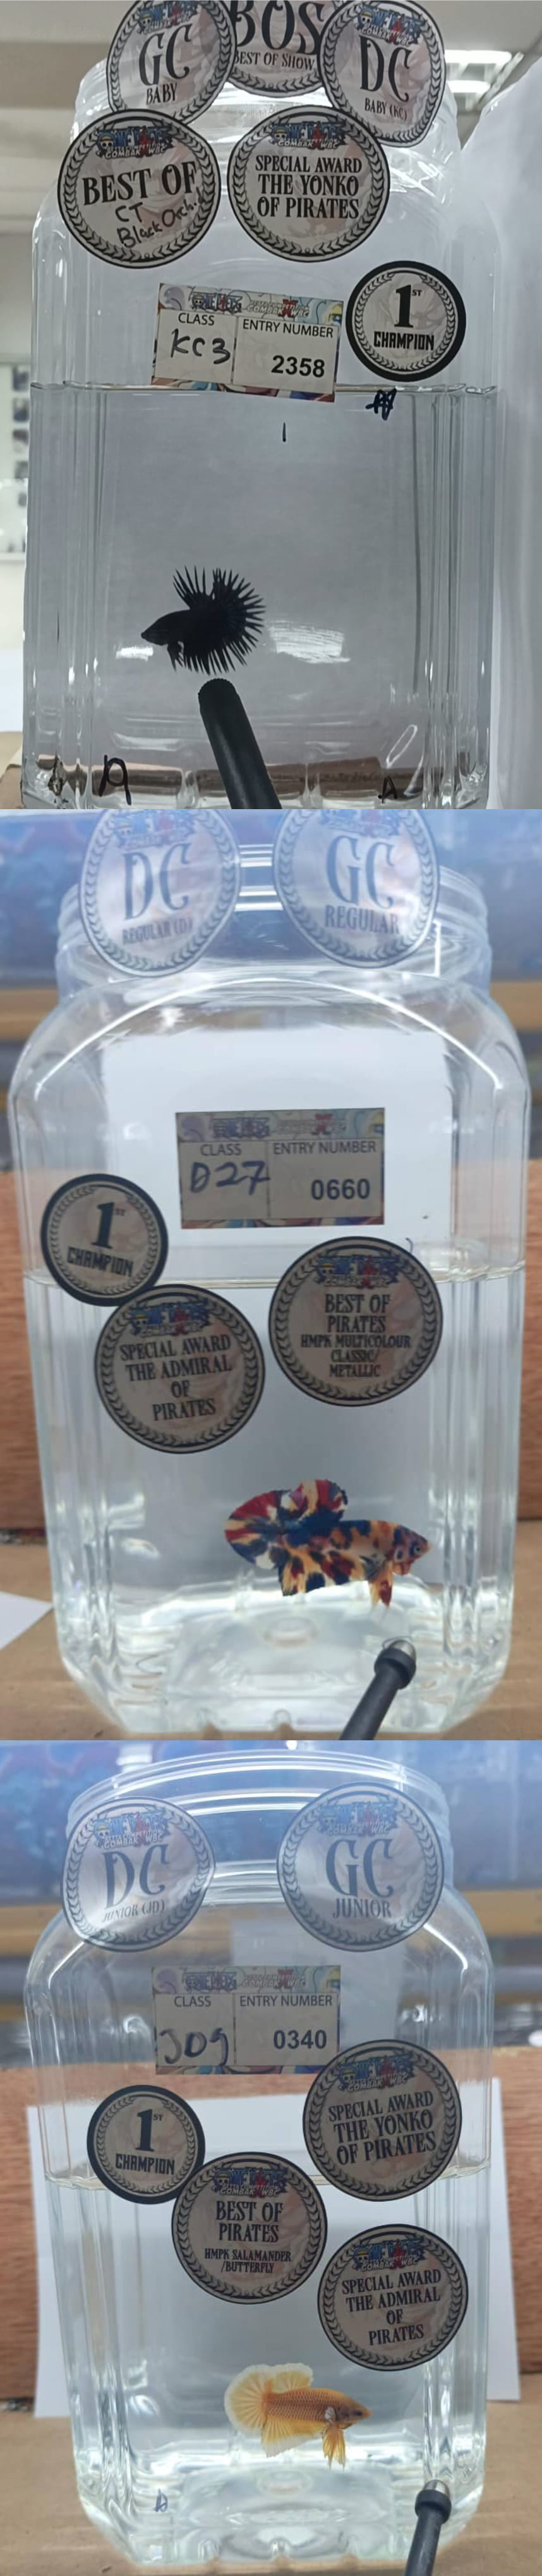 GC
BABY
BOS
BEST OF SHOW
DC
BABY (KC)
BEST OF
CT
Black Orch.
SPECIAL AWARD
THE YONKO
OF PIRATES
1ST
CHAMPION
CLASS
KC3
ENTRY NUMBER
2358
A
A
DC
REGULAR (D)
GC
REGULAR
CLASS
D27
ENTRY NUMBER
0660
1ST
CHAMPION
SPECIAL AWARD
THE ADMIRAL
OF
PIRATES
BEST OF
PIRATES
HMPK MULTICOLOUR
CLASSIC/
METALLIC
DC
JUNIOR (JD)
GC
JUNIOR
CLASS
JD9
ENTRY NUMBER
0340
1ST
CHAMPION
SPECIAL AWARD
THE YONKO
OF PIRATES
BEST OF
PIRATES
HMPK SALAMANDER
/BUTTERFLY
SPECIAL AWARD
THE ADMIRAL
OF
PIRATES